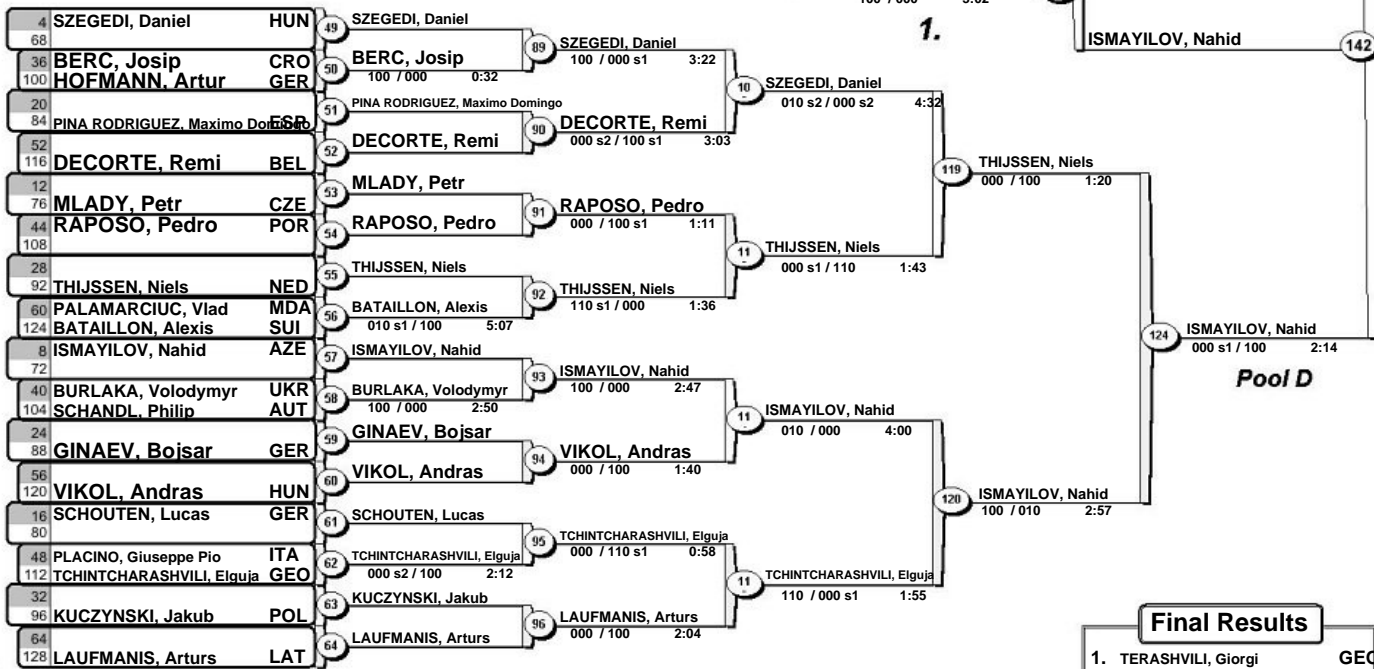 1.
ISMAYILOV, Nahid
142
4 SZEGEDI, Daniel HUN
68
36 BERC, Josip CRO
100 HOFMANN, Artur GER
20
84 PINA RODRIGUEZ, Maximo Domingo ESP
52
116 DECORTE, Remi BEL
12
76 MLADY, Petr CZE
44 RAPOSO, Pedro POR
108
28
92 THIJSSEN, Niels NED
60 PALAMARCIUC, Vlad MDA
124 BATAILLON, Alexis SUI
8 ISMAYILOV, Nahid AZE
72
40 BURLAKA, Volodymyr UKR
104 SCHANDL, Philip AUT
24
88 GINAEV, Bojsar GER
56
120 VIKOL, Andras HUN
16 SCHOUTEN, Lucas GER
80
48 PLACINO, Giuseppe Pio ITA
112 TCHINTCHARASHVILI, Elguja GEO
32
96 KUCZYNSKI, Jakub POL
64
128 LAUFMANIS, Arturs LAT
49 SZEGEDI, Daniel
50 BERC, Josip
100 / 000 0:32
51 PINA RODRIGUEZ, Maximo Domingo
52 DECORTE, Remi
53 MLADY, Petr
54 RAPOSO, Pedro
55 THIJSSEN, Niels
56 BATAILLON, Alexis
010 s1 / 100 5:07
57 ISMAYILOV, Nahid
58 BURLAKA, Volodymyr
100 / 000 2:50
59 GINAEV, Bojsar
60 VIKOL, Andras
61 SCHOUTEN, Lucas
62 TCHINTCHARASHVILI, Elguja
000 s2 / 100 2:12
63 KUCZYNSKI, Jakub
64 LAUFMANIS, Arturs
89 SZEGEDI, Daniel
100 / 000 s1 3:22
90 DECORTE, Remi
000 s2 / 100 s1 3:03
91 RAPOSO, Pedro
000 / 100 s1 1:11
92 THIJSSEN, Niels
110 s1 / 000 1:36
93 ISMAYILOV, Nahid
100 / 000 2:47
94 VIKOL, Andras
000 / 100 1:40
95 TCHINTCHARASHVILI, Elguja
000 / 110 s1 0:58
96 LAUFMANIS, Arturs
000 / 100 2:04
10 SZEGEDI, Daniel
010 s2 / 000 s2 4:32
11 THIJSSEN, Niels
000 s1 / 110 1:43
11 ISMAYILOV, Nahid
010 / 000 4:00
11 TCHINTCHARASHVILI, Elguja
110 / 000 s1 1:55
119 THIJSSEN, Niels
000 / 100 1:20
120 ISMAYILOV, Nahid
100 / 010 2:57
124 ISMAYILOV, Nahid
000 s1 / 100 2:14
Pool D
Final Results
1. TERASHVILI, Giorgi GEO